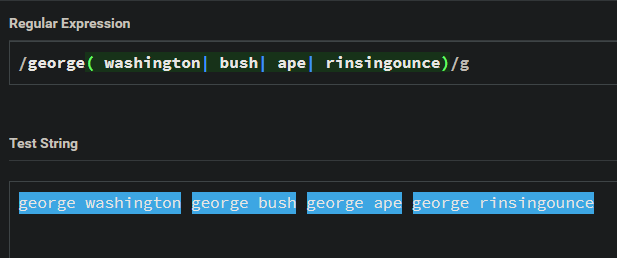 Regular Expression
/george( washington| bush| ape| rinsingounce)/g
Test String
george washington george bush george ape george rinsingounce